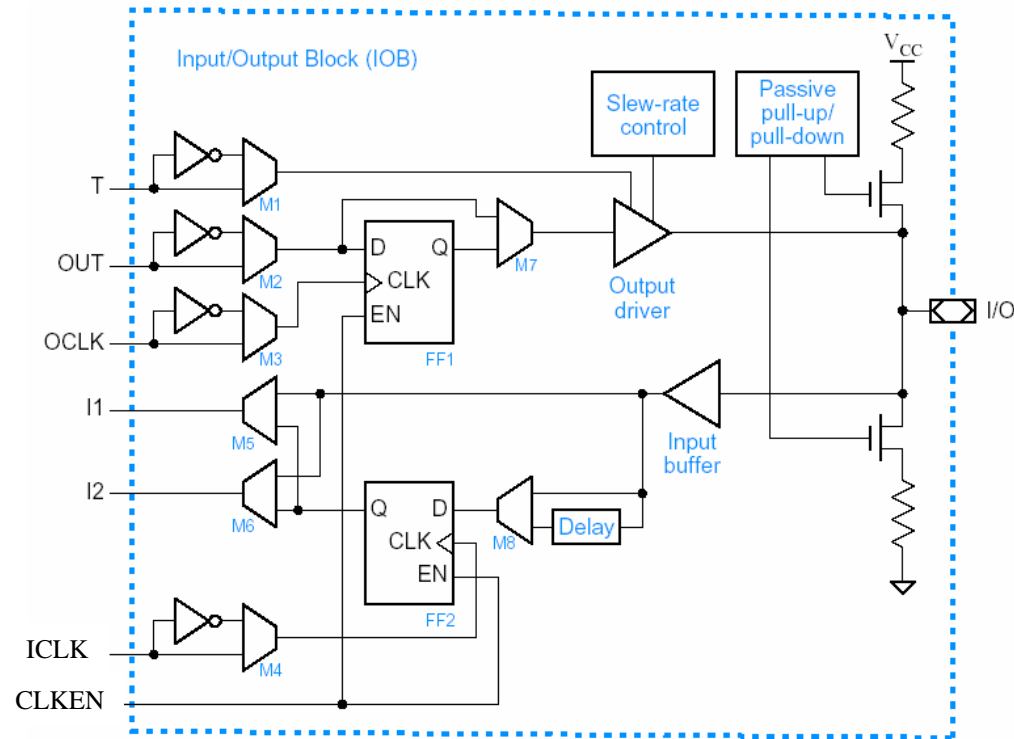 Input/Output Block (IOB)
V_CC
Slew-rate
control
Passive
pull-up/
pull-down
T
M1
OUT
M2
D
Q
M7
CLK
EN
FF1
Output
driver
OCLK
M3
I/O
I1
M5
Input
buffer
I2
M6
Q
D
M8
Delay
CLK
EN
FF2
ICLK
M4
CLKEN